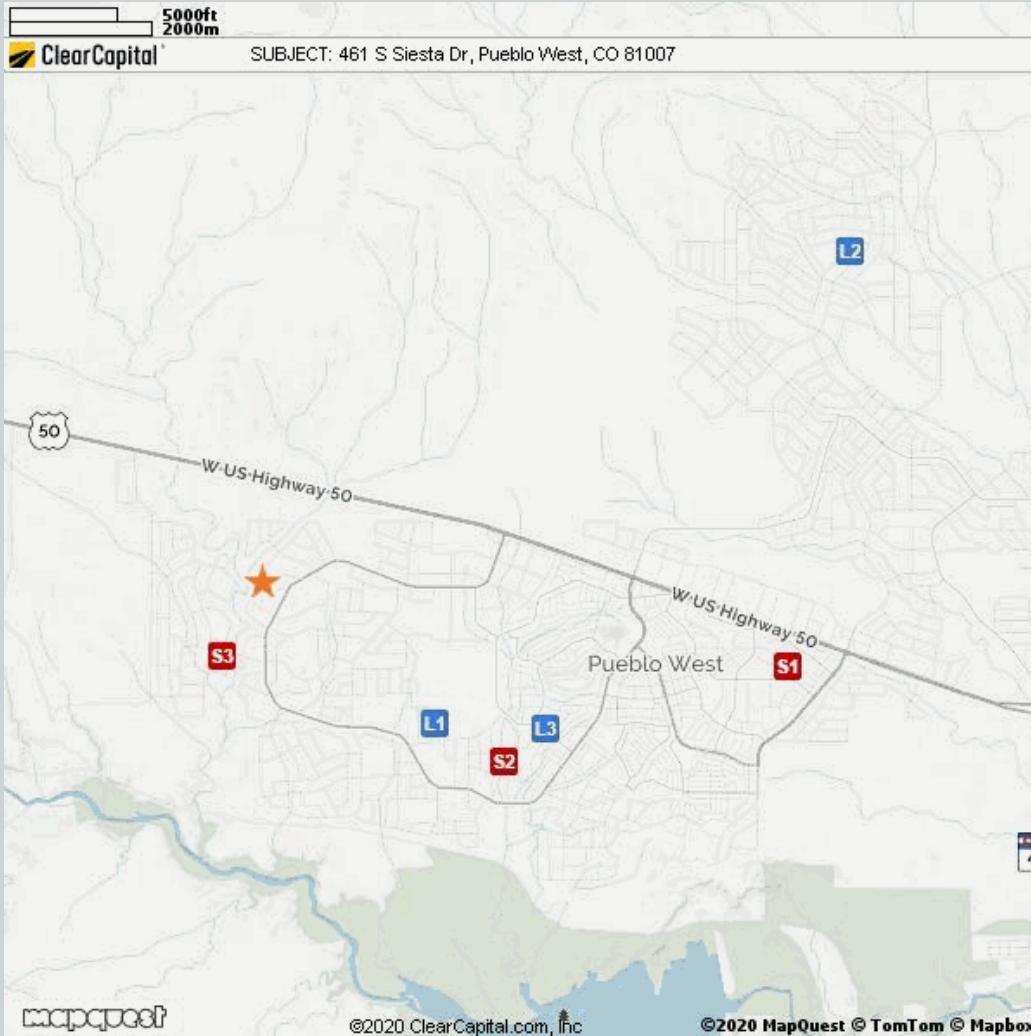 5000ft
2000m
ClearCapital SUBJECT: 461 S Siesta Dr, Pueblo West, CO 81007
L2
50
W US Highway 50
W US Highway 50
S3
Pueblo West
S1
L1
L3
S2
mapquest
©2020 ClearCapital.com, Inc
©2020 MapQuest © TomTom © Mapbox